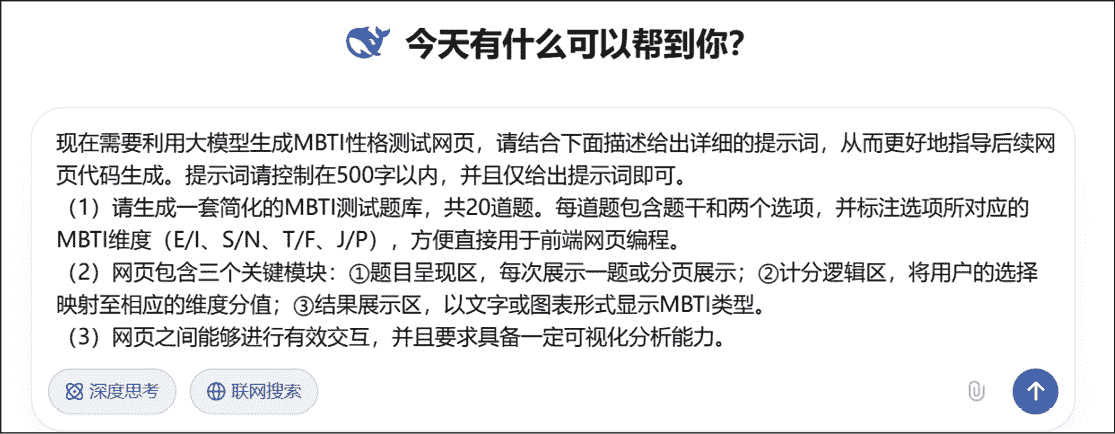 今天有什么可以帮到你？
现在需要利用大模型生成MBTI性格测试网页，请结合下面描述给出详细的提示词，从而更好地指导后续网
页代码生成。提示词请控制在500字以内，并且仅给出提示词即可。
（1）请生成一套简化的MBTI测试题库，共20道题。每道题包含题干和两个选项，并标注选项所对应的
MBTI维度（E/I、S/N、T/F、J/P），方便直接用于前端网页编程。
（2）网页包含三个关键模块：①题目呈现区，每次展示一题或分页展示；②计分逻辑区，将用户的选择
映射至相应的维度分值；③结果展示区，以文字或图表形式显示MBTI类型。
（3）网页之间能够进行有效交互，并且要求具备一定可视化分析能力。
深度思考
联网搜索